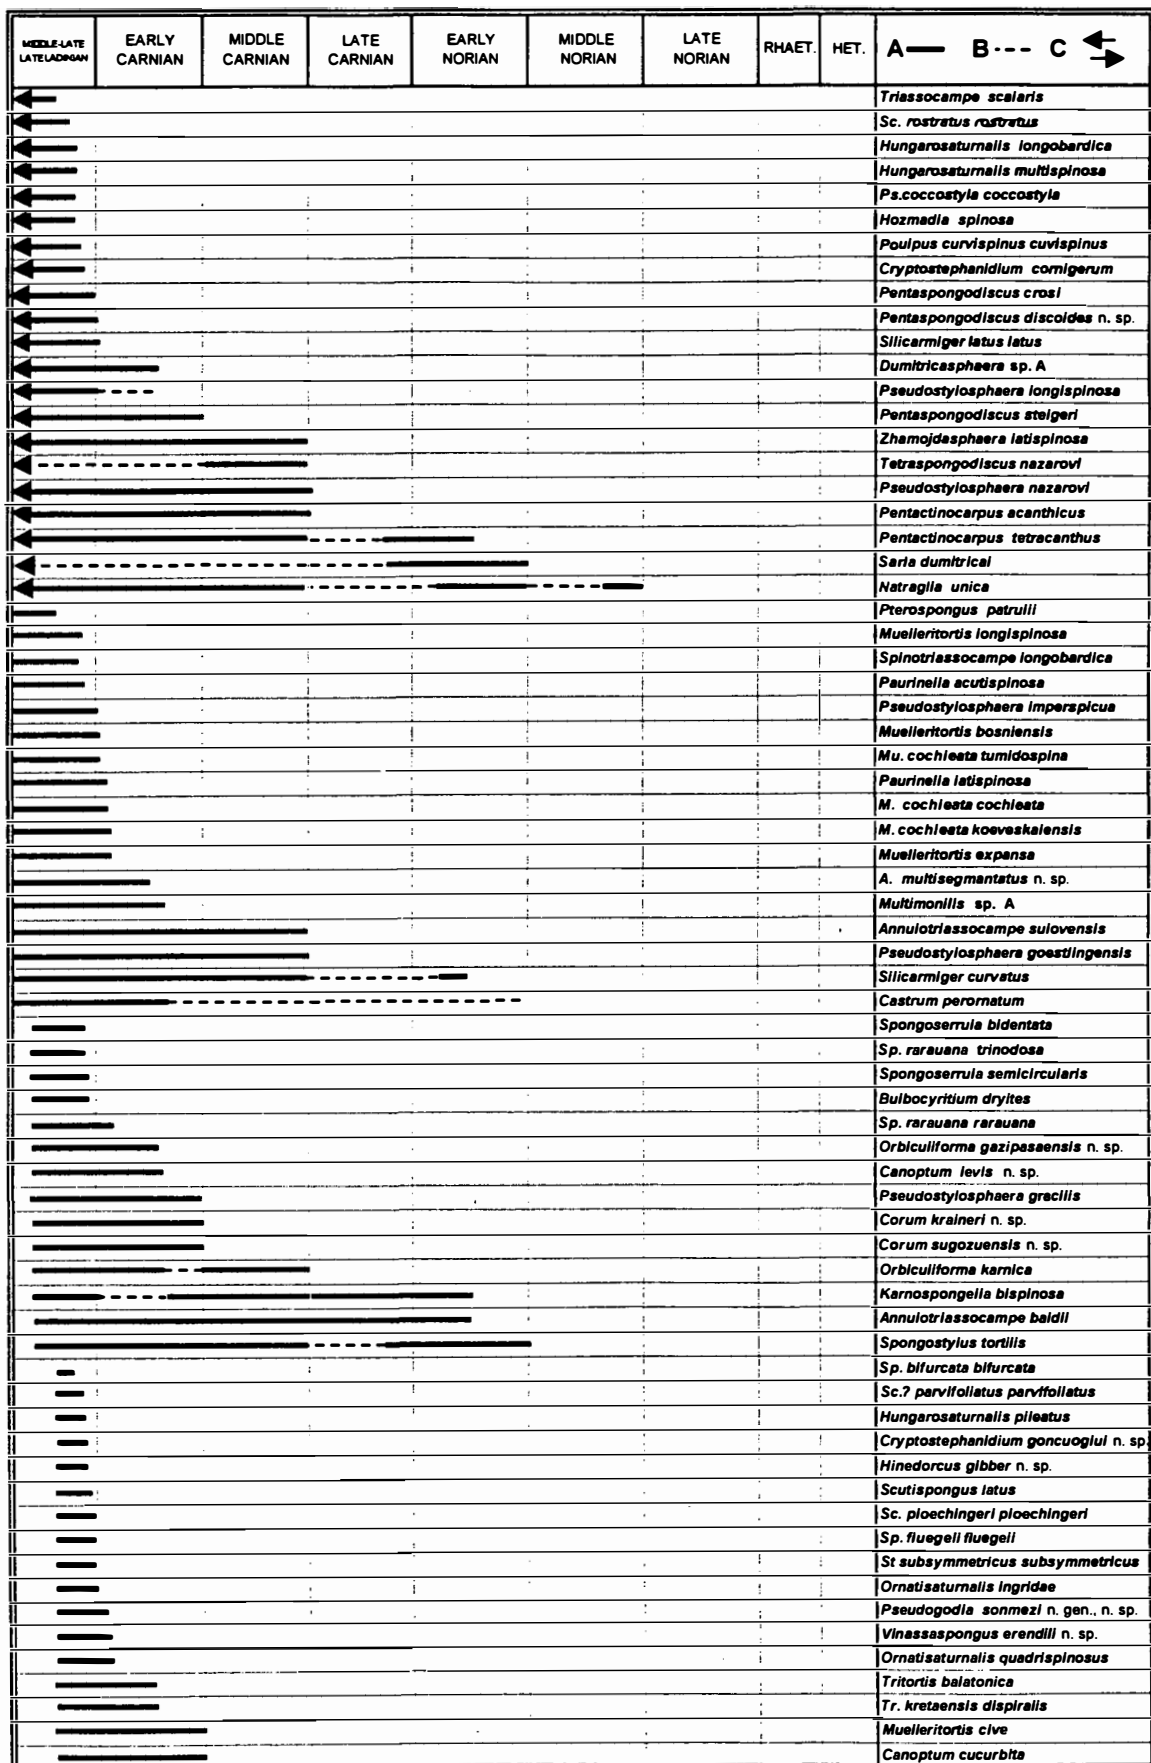 MIDDLE-LATE LATE LADINIAN
EARLY CARNIAN
MIDDLE CARNIAN
LATE CARNIAN
EARLY NORIAN
MIDDLE NORIAN
LATE NORIAN
RHAET.
HET.
A B C
Triassocampe scalaris
Sc. rostratus rostratus
Hungarosaturnalis longobardica
Hungarosaturnalis multispinosa
Ps.coccostyla coccostyla
Hozmadia spinosa
Poulpus curvispinus cuvispinus
Cryptostephanidium cornigerum
Pentaspongodiscus crosi
Pentaspongodiscus discoides n. sp.
Silicarmiger latus latus
Dumitricasphaera sp. A
Pseudostylosphaera longispinosa
Pentaspongodiscus steigeri
Zhamojdasphaera latispinosa
Tetraspongodiscus nazarovi
Pseudostylosphaera nazarovi
Pentactinocarpus acanthicus
Pentactinocarpus tetracanthus
Sarla dumitricai
Natraglia unica
Pterospongus patrulii
Muelleritortis longispinosa
Spinotriassocampe longobardica
Paurinella acutispinosa
Pseudostylosphaera imperspicua
Muelleritortis bosniensis
Mu. cochleata tumidospina
Paurinella latispinosa
M. cochleata cochleata
M. cochleata koeveskalensis
Muelleritortis expansa
A. multisegmantatus n. sp.
Multimonilis sp. A
Annulotriassocampe sulovensis
Pseudostylosphaera goestlingensis
Silicarmiger curvatus
Castrum perornatum
Spongoserrula bidentata
Sp. rarauana trinodosa
Spongoserrula semicircularis
Bulbocyritium dryites
Sp. rarauana rarauana
Orbiculiforma gazipasaensis n. sp.
Canoptum levis n. sp.
Pseudostylosphaera gracilis
Corum kraineri n. sp.
Corum sugozuensis n. sp.
Orbiculiforma karnica
Karnospongella bispinosa
Annulotriassocampe baldii
Spongostylus tortilis
Sp. bifurcata bifurcata
Sc.? parvifoliatus parvifoliatus
Hungarosaturnalis pileatus
Cryptostephanidium goncuoglui n. sp.
Hinedorcus gibber n. sp.
Scutispongus latus
Sc. ploechingeri ploechingeri
Sp. fluegeli fluegeli
St subsymmetricus subsymmetricus
Ornatisaturnalis ingridae
Pseudogodia sonmezi n. gen., n. sp.
Vinassaspongus erendili n. sp.
Ornatisaturnalis quadrispinosus
Tritortis balatonica
Tr. kretaensis dispiralis
Muelleritortis cive
Canoptum cucurbita